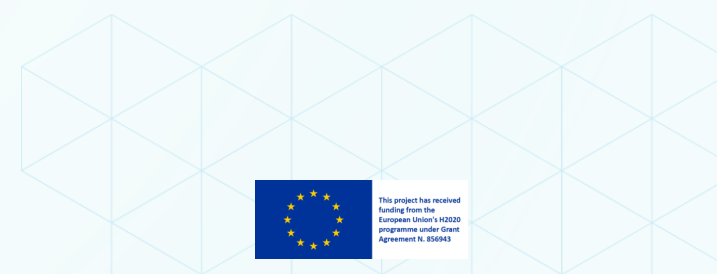 This project has received
funding from the
European Union's H2020
programme under Grant
Agreement N. 856943